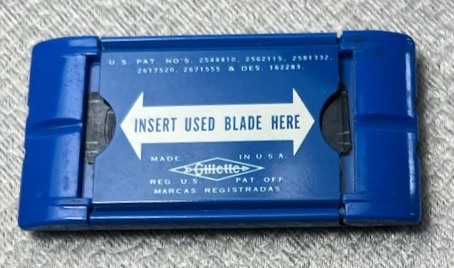 U.S. PAT. NO'S. 2544410, 2562115, 2581332,
2617520, 2671555 & DES. 162283.
INSERT USED BLADE HERE
MADE IN U.S.A
Gillette
REG. U.S. PAT. OFF.
MARCAS REGISTRADAS